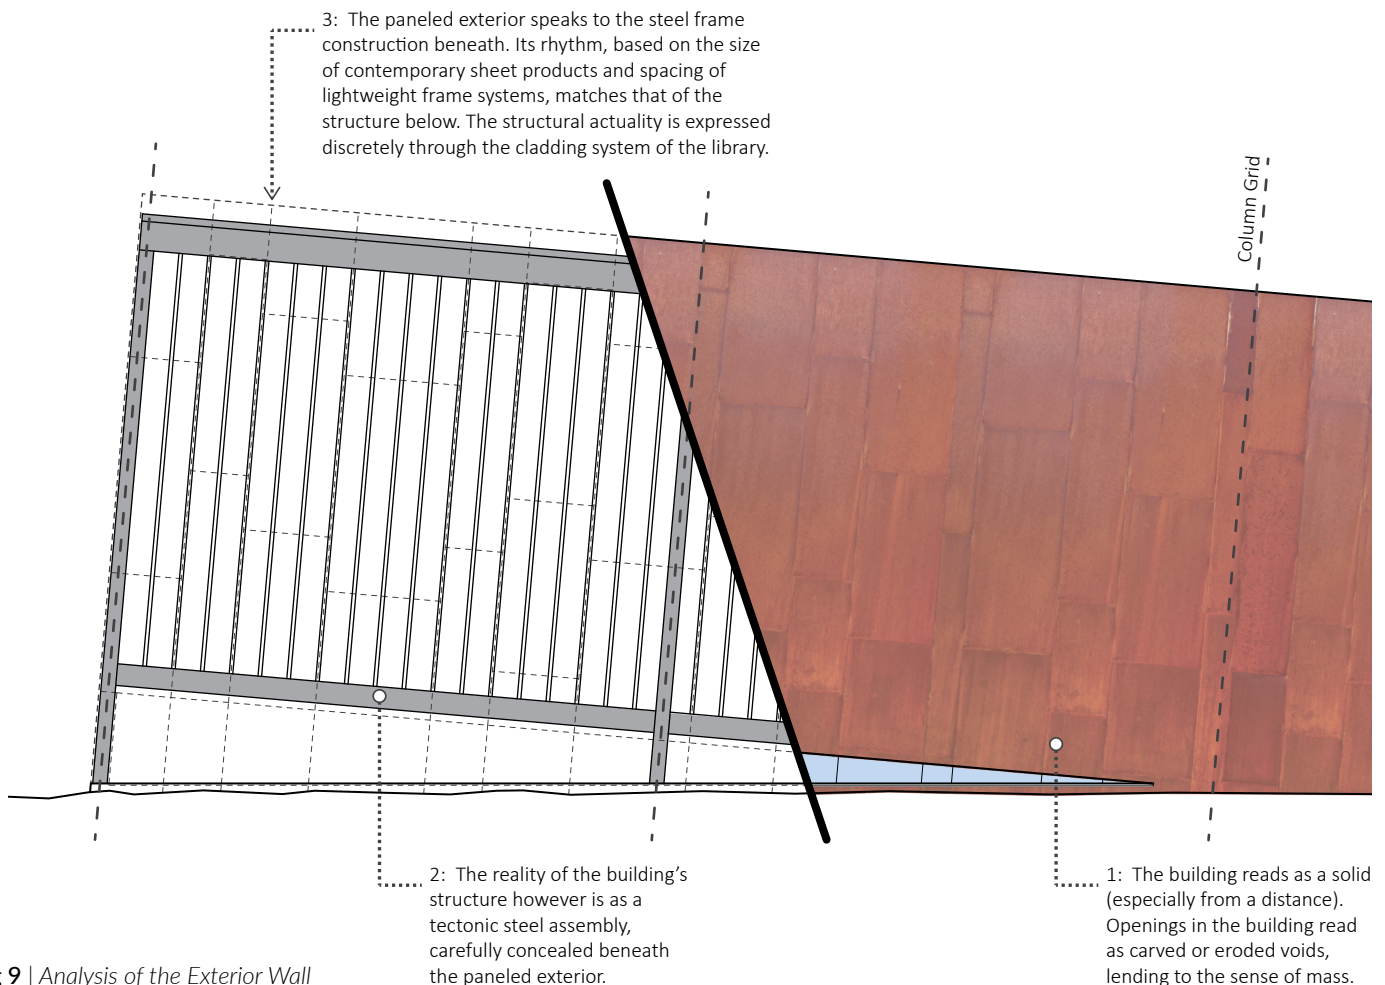 3: The paneled exterior speaks to the steel frame
construction beneath. Its rhythm, based on the size
of contemporary sheet products and spacing of
lightweight frame systems, matches that of the
structure below. The structural actuality is expressed
discretely through the cladding system of the library.
Column Grid
2: The reality of the building's
structure however is as a
tectonic steel assembly,
carefully concealed beneath
the paneled exterior.
1: The building reads as a solid
(especially from a distance).
Openings in the building read
as carved or eroded voids,
lending to the sense of mass.
9 | Analysis of the Exterior Wall